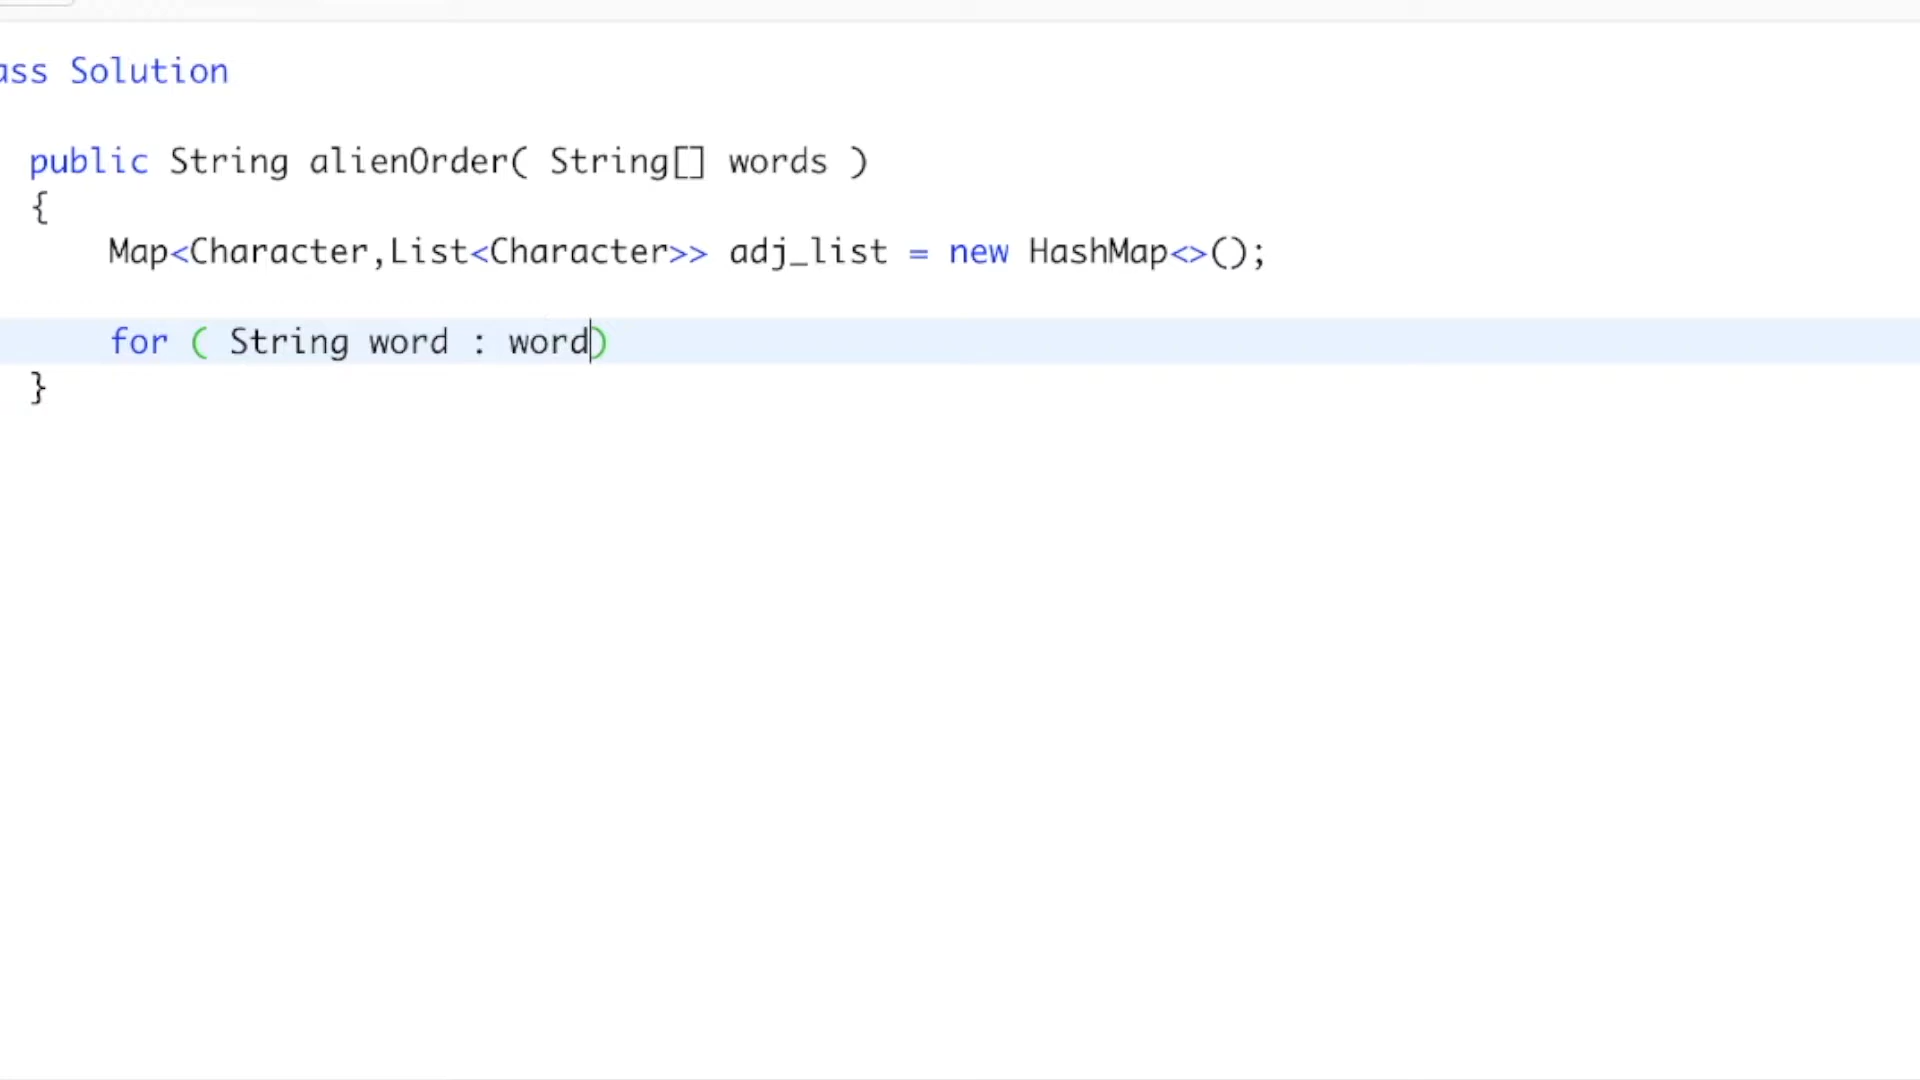 ass Solution
public String alienOrder( String[] words )
{
Map<Character,List<Character>> adj_list = new HashMap<>();
for ( String word : word)
}